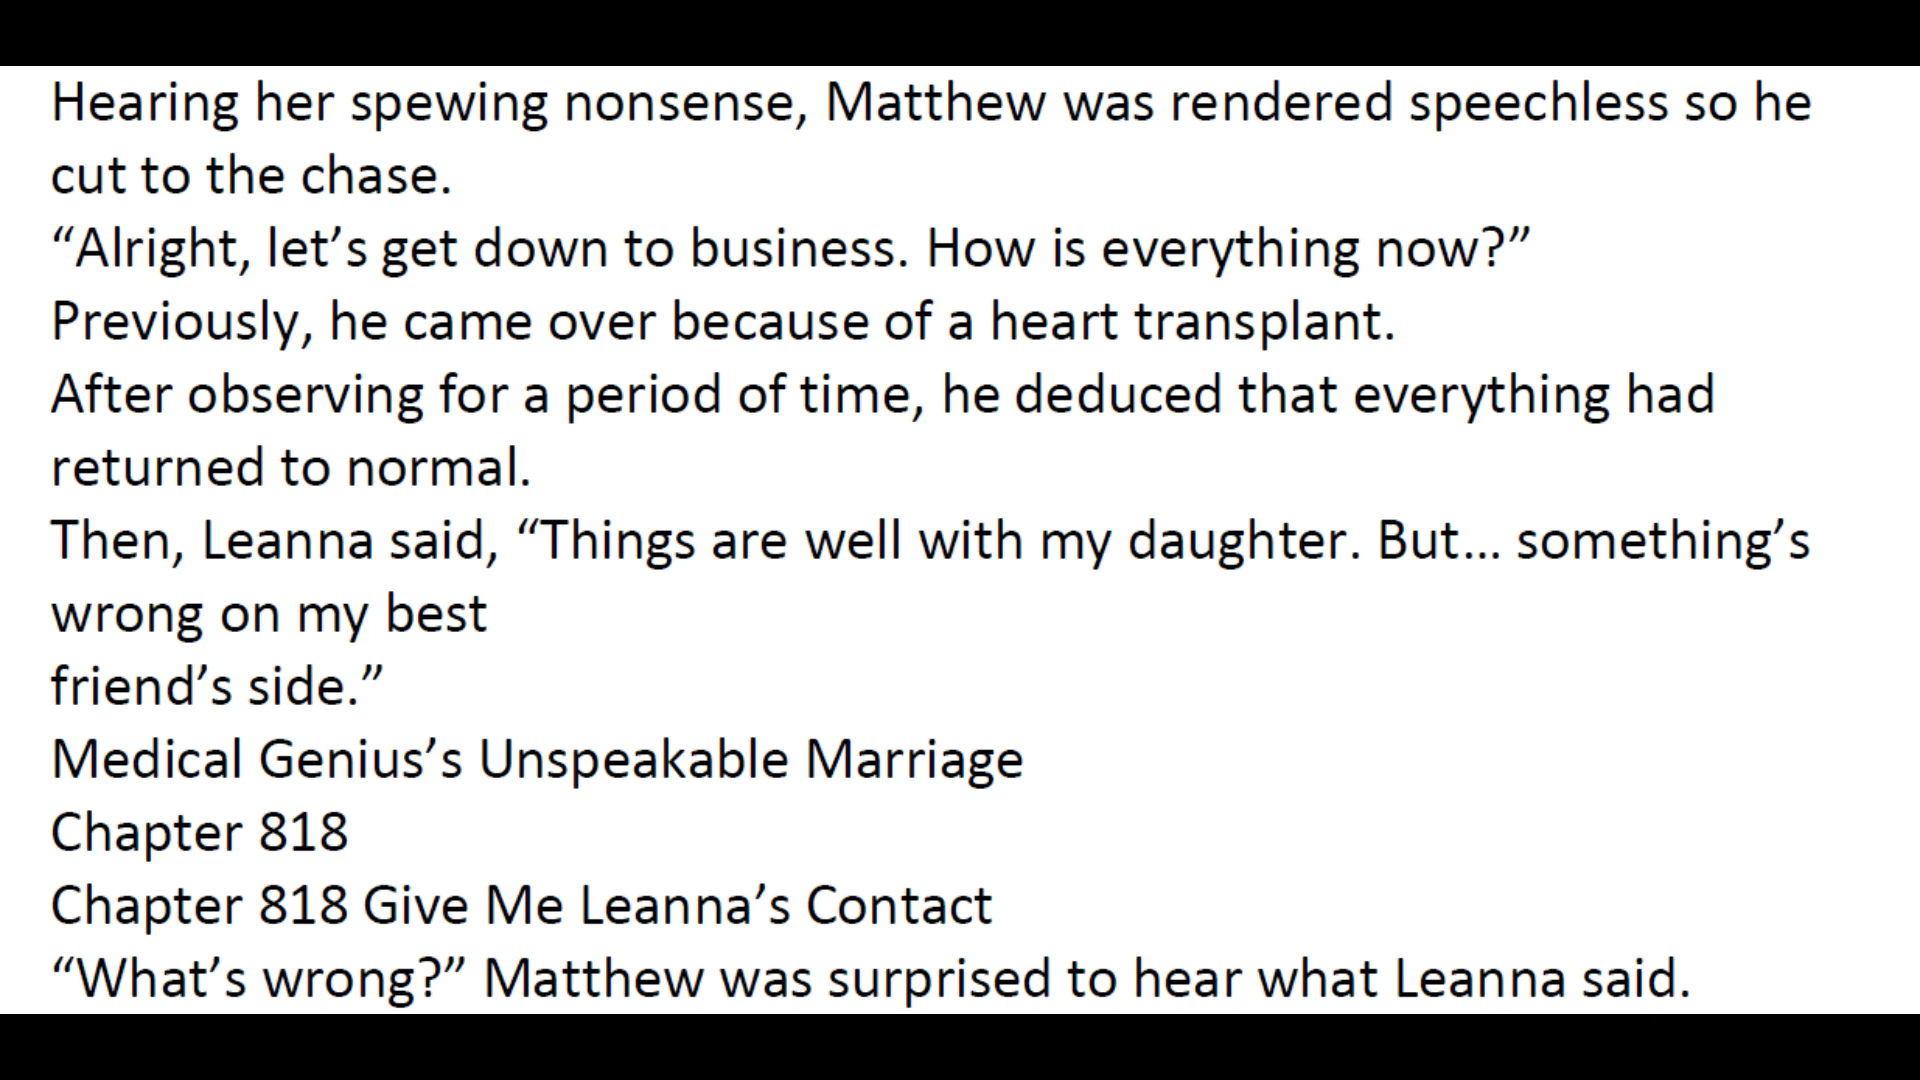 Hearing her spewing nonsense, Matthew was rendered speechless so he
cut to the chase.
“Alright, let’s get down to business. How is everything now?”
Previously, he came over because of a heart transplant.
After observing for a period of time, he deduced that everything had
returned to normal.
Then, Leanna said, “Things are well with my daughter. But... something’s
wrong on my best
friend’s side.”
Medical Genius’s Unspeakable Marriage
Chapter 818
Chapter 818 Give Me Leanna’s Contact
“What’s wrong?” Matthew was surprised to hear what Leanna said.